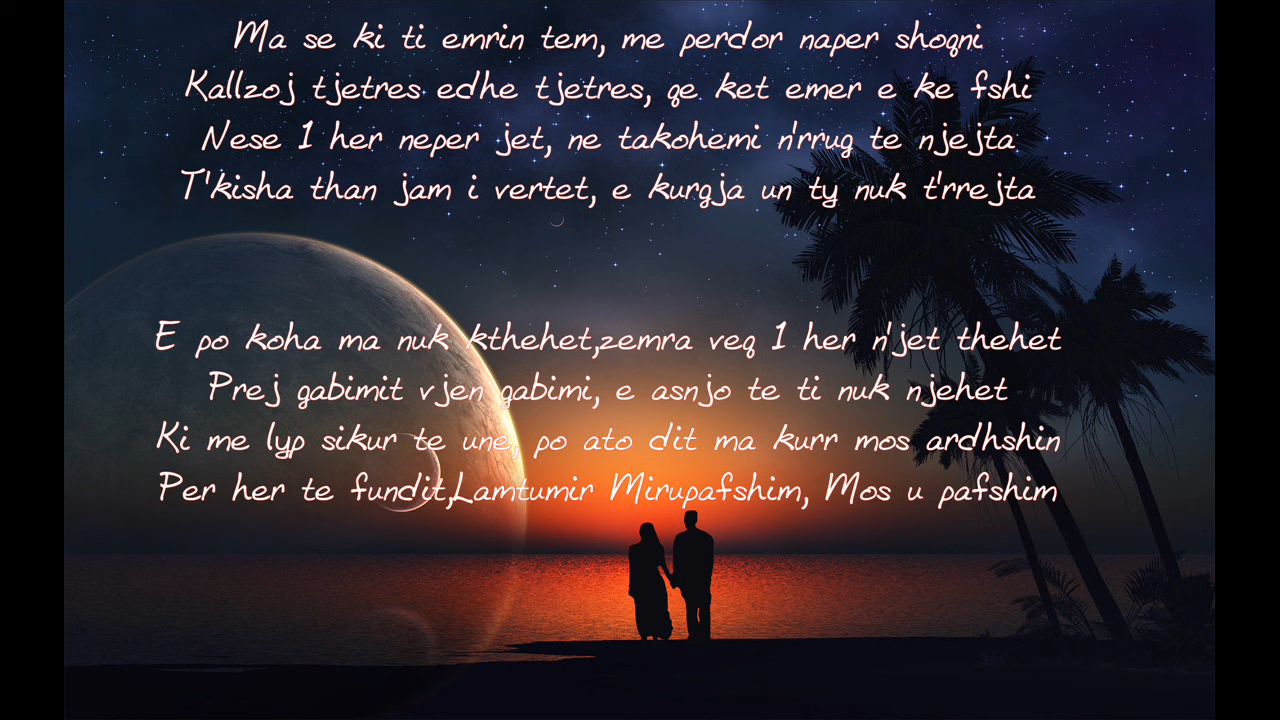 Ma se ki ti emrin tem, me perdor naper shoqni
Kallzoj tjetres edhe tjetres, qe ket emer e ke fshi
Nese 1 her neper jet, ne takohemi n'rrug te njejta
T'kisha than jam i vertet, e kurgja un ty nuk t'rrejta
E po koha ma nuk kthehet,zemra veq 1 her n'jet thehet
Prej gabimit vjen gabimi, e asnjo te ti nuk njehet
Ki me lyp sikur te une, po ato dit ma kurr mos ardhshin
Per her te fundit,Lamtumir Mirupafshim, Mos u pafshim